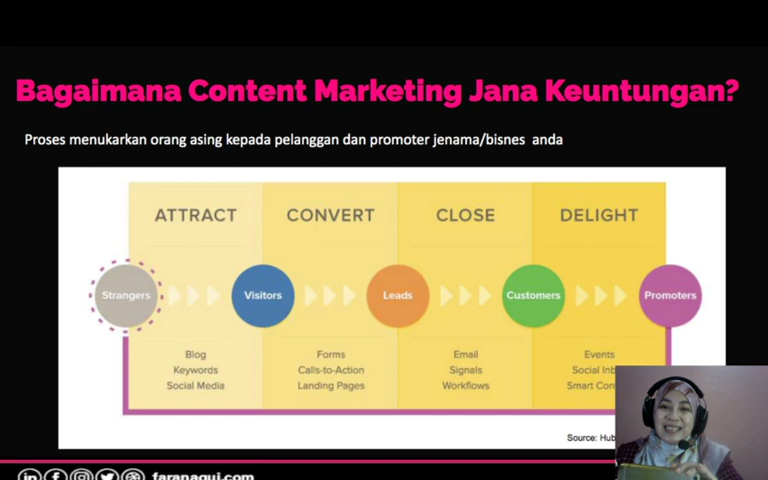 Bagaimana Content Marketing Jana Keuntungan?
Proses menukarkan orang asing kepada pelanggan dan promoter jenama/bisnes anda
ATTRACT CONVERT CLOSE DELIGHT
Strangers Visitors Leads Customers Promoters
Blog Forms Email Events
Keywords Calls-to-Action Signals Social
Social Media Landing Pages Workflows Smart
Source:
faranaqui.com